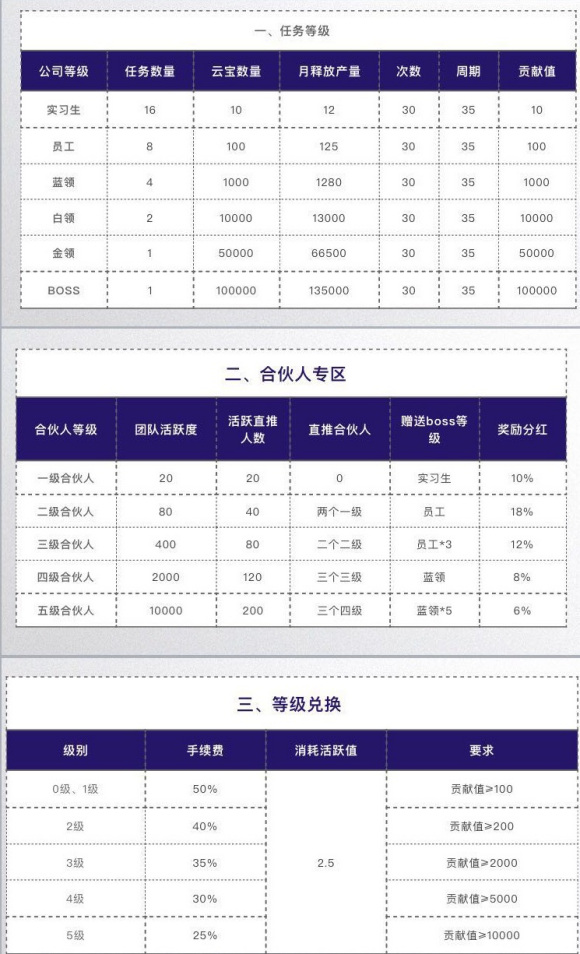 一、任务等级
公司等级 任务数量 云宝数量 月释放产量 次数 周期 贡献值
实习生 16 10 12 30 35 10
员工 8 100 125 30 35 100
蓝领 4 1000 1280 30 35 1000
白领 2 10000 13000 30 35 10000
金领 1 50000 66500 30 35 50000
BOSS 1 100000 135000 30 35 100000
二、合伙人专区
合伙人等级 团队活跃度 活跃直推人数 直推合伙人 赠送boss等级 奖励分红
一级合伙人 20 20 0 实习生 10%
二级合伙人 80 40 两个一级 员工 18%
三级合伙人 400 80 二个二级 员工*3 12%
四级合伙人 2000 120 三个三级 蓝领 8%
五级合伙人 10000 200 三个四级 蓝领*5 6%
三、等级兑换
级别 手续费 消耗活跃值 要求
0级、1级 50% 贡献值≥100
2级 40% 贡献值≥200
3级 35% 2.5 贡献值≥2000
4级 30% 贡献值≥5000
5级 25% 贡献值≥10000